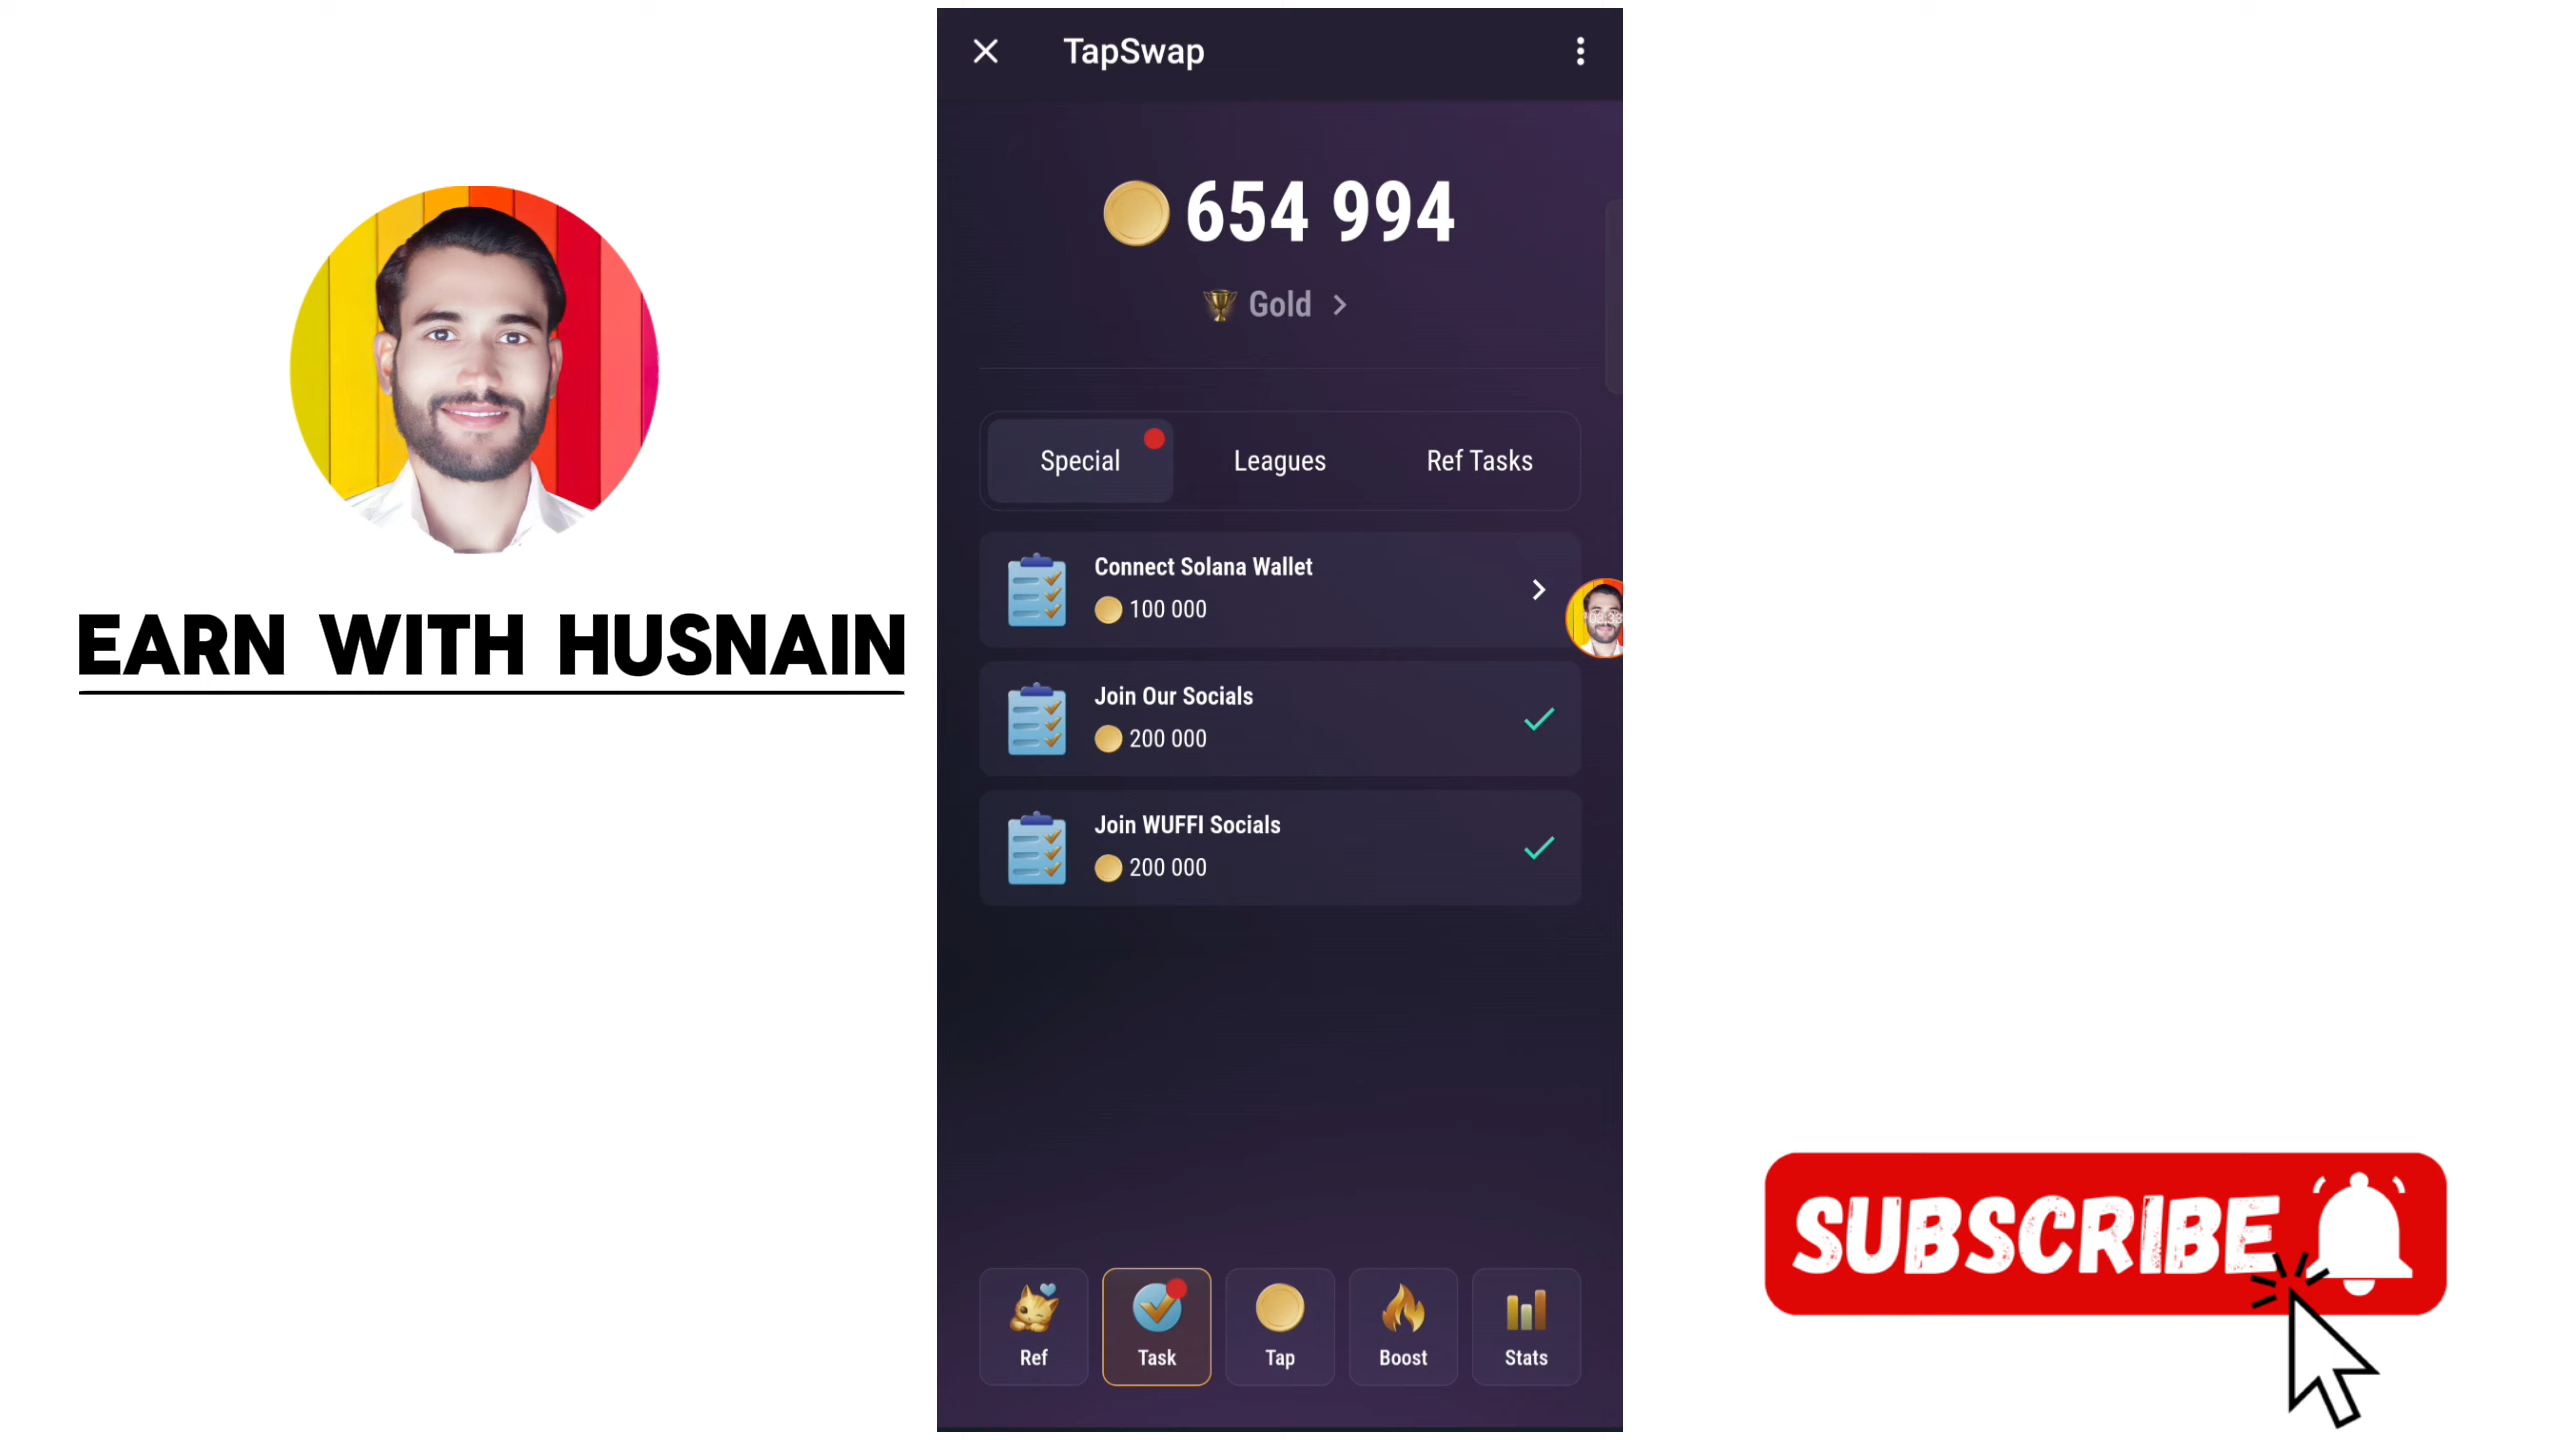 TapSwap
654 994
Gold
Special
Leagues
Ref Tasks
Connect Solana Wallet
100 000
Join Our Socials
200 000
Join WUFFI Socials
200 000
Ref
Task
Tap
Boost
Stats
EARN WITH HUSNAIN
SUBSCRIBE